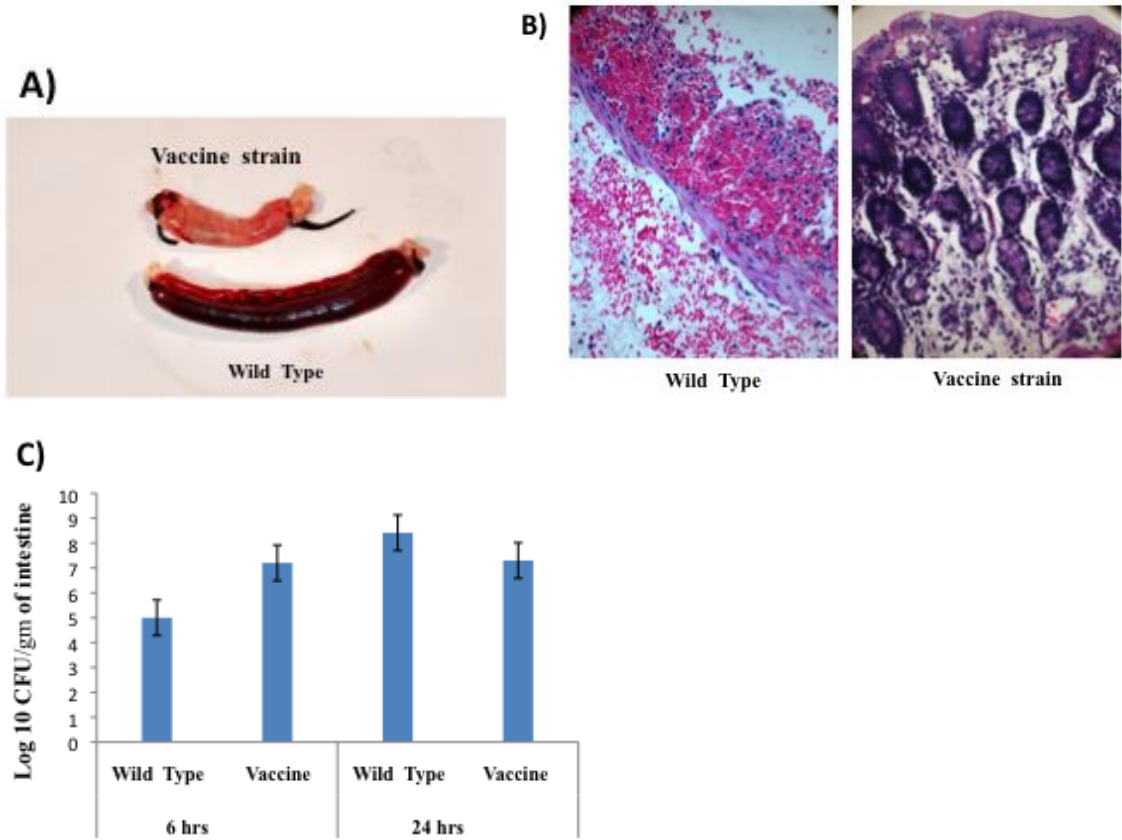 A)
Vaccine strain
Wild Type
B)
Wild Type
Vaccine strain
C)
Log 10 CFU/gm of intestine
10
9
8
7
6
5
4
3
2
1
0
Wild Type
Vaccine
Wild Type
Vaccine
6 hrs
24 hrs